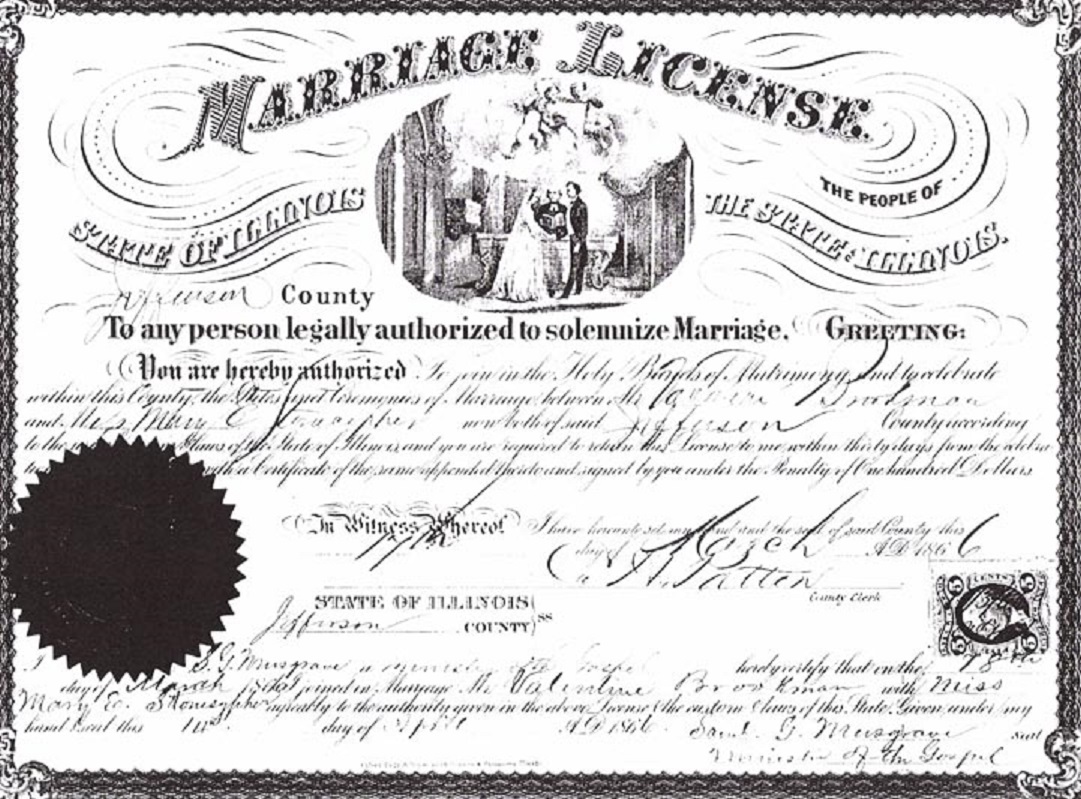 MARRIAGE LICENSE.
STATE OF ILLINOIS
THE PEOPLE OF
THE STATE OF ILLINOIS.
Jefferson County
To any person legally authorized to solemnize Marriage, GREETING:
You are hereby authorized To join in the Holy Bands of Matrimony, and to celebrate
within this County, the Rites and Ceremonies of Marriage, between Mr Brookman
and Mary E now both of said Jefferson County according
to the Laws of the State of Illinois and you are required to return this License to me within thirty days from the
a Certificate of the same appended thereto and signed by you under the Penalty of One hundred Dollars
In Witness Whereof I have hereunto set my hand and the seal of said County this
day of March A.D. 1866
A. Patten
County Clerk
CENTS
STATE OF ILLINOIS
Jefferson COUNTY ss
I S. G. Musgrave a minister of the Gospel hereby certify that on the 18th
day of March joined in Marriage Mr Valentine Brookman with Miss
Mary E. Stonesypher agreeably to the authority given in the above License & the custom & laws of this State. Given under my
hand & seal this day of April A.D. 1866
Saml. G. Musgrave seal
Minister of the Gospel